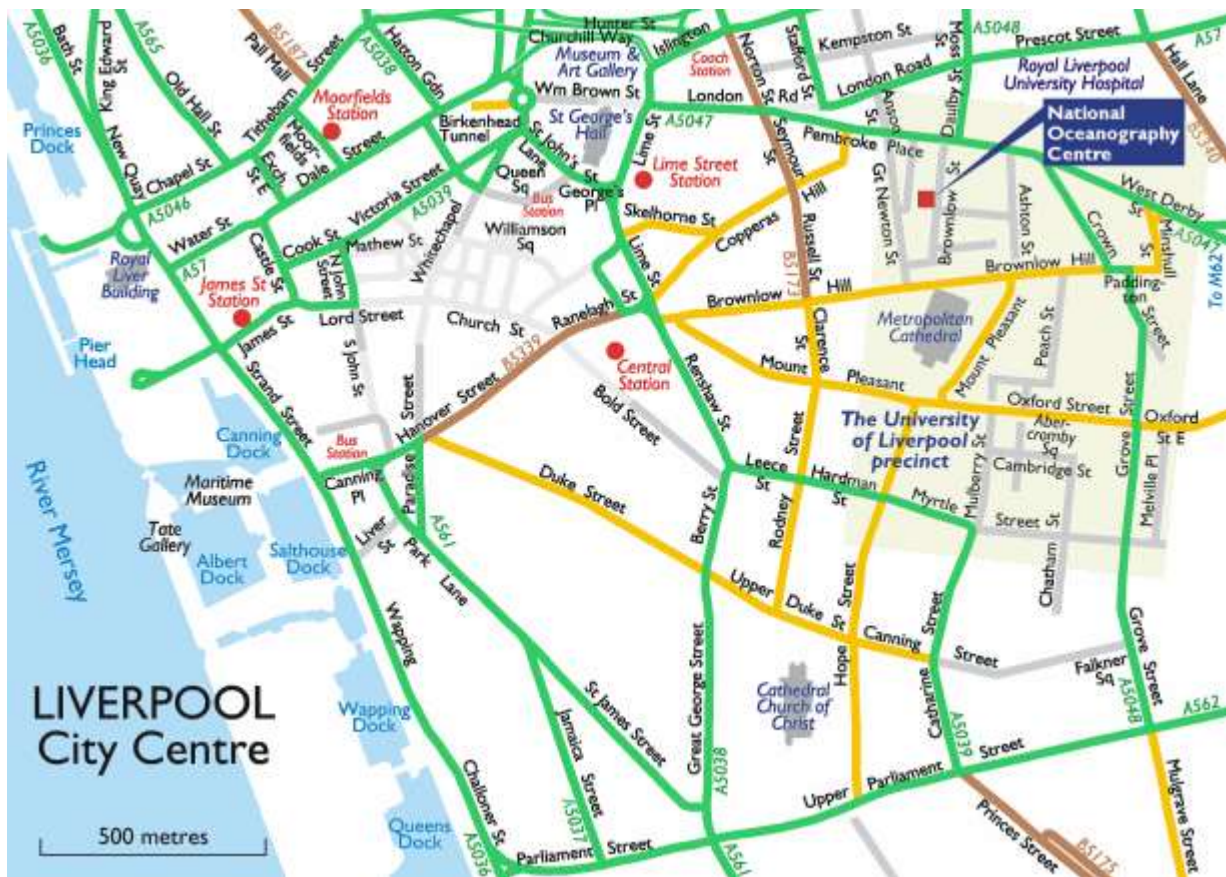 Hunter St
Churchill Way
Islington
A5036
Bath St
King Edward
St
A565
Old Hall St
B5187
Pall Mall
Tithebarn Street
A5038
Hatton Gdn
Museum &
Art Gallery
Coach
Station
Norton St
Stafford St
Kempston St
Moss St
A5048
Prescot Street
A57
Hall Lane
B5340
Royal Liverpool
University Hospital
National
Oceanography
Centre
Wm Brown St
London Rd
London Road
Daulby St
Anson St
St George's
Hall
A5047
Lime St
Moorfields
Station
Moor-
fields
Exch.
St E
Dale Street
Birkenhead
Tunnel
St John's
Lane
Queen
Sq
Bus
Station
George's
Pl
Lime Street
Station
Seymour St
Pembroke Place
Princes
Dock
New Quay
Chapel St
A5046
Water St
A57
Victoria Street
A5039
Cook St
Castle St
Mathew St
N John
Street
Whitechapel
Williamson
Sq
Skelhorne St
Copperas Hill
Russell St
B5173
Gt Newton St
Brownlow St
Ashton St
Crown St
West Derby
Minshull St
A5047
To M62
Royal
Liver
Building
James St
Station
James St
Lord Street
Church St
Ranelagh St
Lime St
Brownlow Hill
Brownlow Hill
Padding-
ton
Pier
Head
Strand Street
S John St
Hanover Street
B5339
Central
Station
Bold Street
Renshaw St
Mount Pleasant
Clarence St
Metropolitan
Cathedral
Mount Pleasant
Peach St
Oxford Street
Oxford
St E
Grove Street
The University
of Liverpool
precinct
Aber-
cromby
Sq
Cambridge St
Mulberry St
Melville Pl
Canning
Dock
Bus
Station
Canning
Pl
Paradise Street
A561
Duke Street
Leece St
Hardman St
Myrtle Street
Rodney Street
Berry St
Chatham St
River Mersey
Maritime
Museum
Tate
Gallery
Albert
Dock
Salthouse
Dock
Liver St
Park Lane
Wapping
Upper Duke St
Hope Street
Canning Street
Catharine Street
A5039
Falkner
Sq
Grove Street
A5048
A562
LIVERPOOL
City Centre
Wapping
Dock
St James Street
Jamaica Street
A5037
Great George Street
A5038
Cathedral
Church of
Christ
Upper Parliament Street
Mulgrave Street
Princes Street
B5175
500 metres
Queens
Dock
Challoner St
A5036
Parliament Street
A561